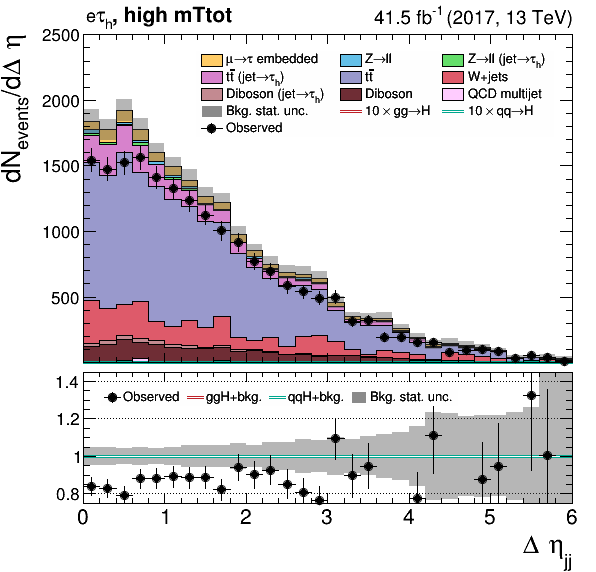 eτh, high mTtot 41.5 fb⁻¹ (2017, 13 TeV)
dNevents/dΔ η
2500
2000
1500
1000
500
μ→τ embedded Z→ll Z→ll (jet→τh)
tt̄ (jet→τh) tt̄ W+jets
Diboson (jet→τh) Diboson QCD multijet
Bkg. stat. unc. 10 × gg→H 10 × qq→H
Observed
1.4
1.2
1
0.8
Observed ggH+bkg. qqH+bkg. Bkg. stat. unc.
0 1 2 3 4 5 6
Δ ηjj